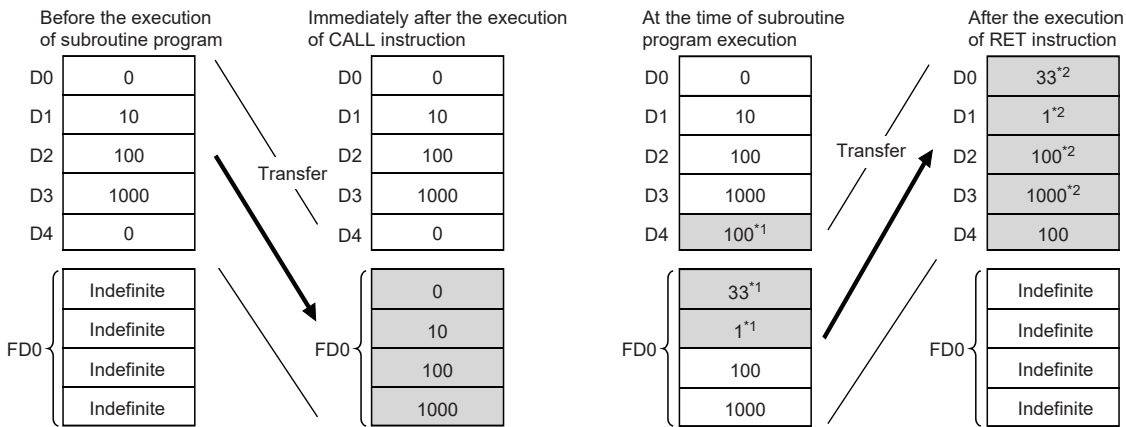 Before the execution
of subroutine program
D0 0
D1 10
D2 100
D3 1000
D4 0
FD0
Indefinite
Indefinite
Indefinite
Indefinite
Transfer
Immediately after the execution
of CALL instruction
D0 0
D1 10
D2 100
D3 1000
D4 0
FD0
0
10
100
1000
At the time of subroutine
program execution
D0 0
D1 10
D2 100
D3 1000
D4 100*1
FD0
33*1
1*1
100
1000
Transfer
After the execution
of RET instruction
D0 33*2
D1 1*2
D2 100*2
D3 1000*2
D4 100
FD0
Indefinite
Indefinite
Indefinite
Indefinite